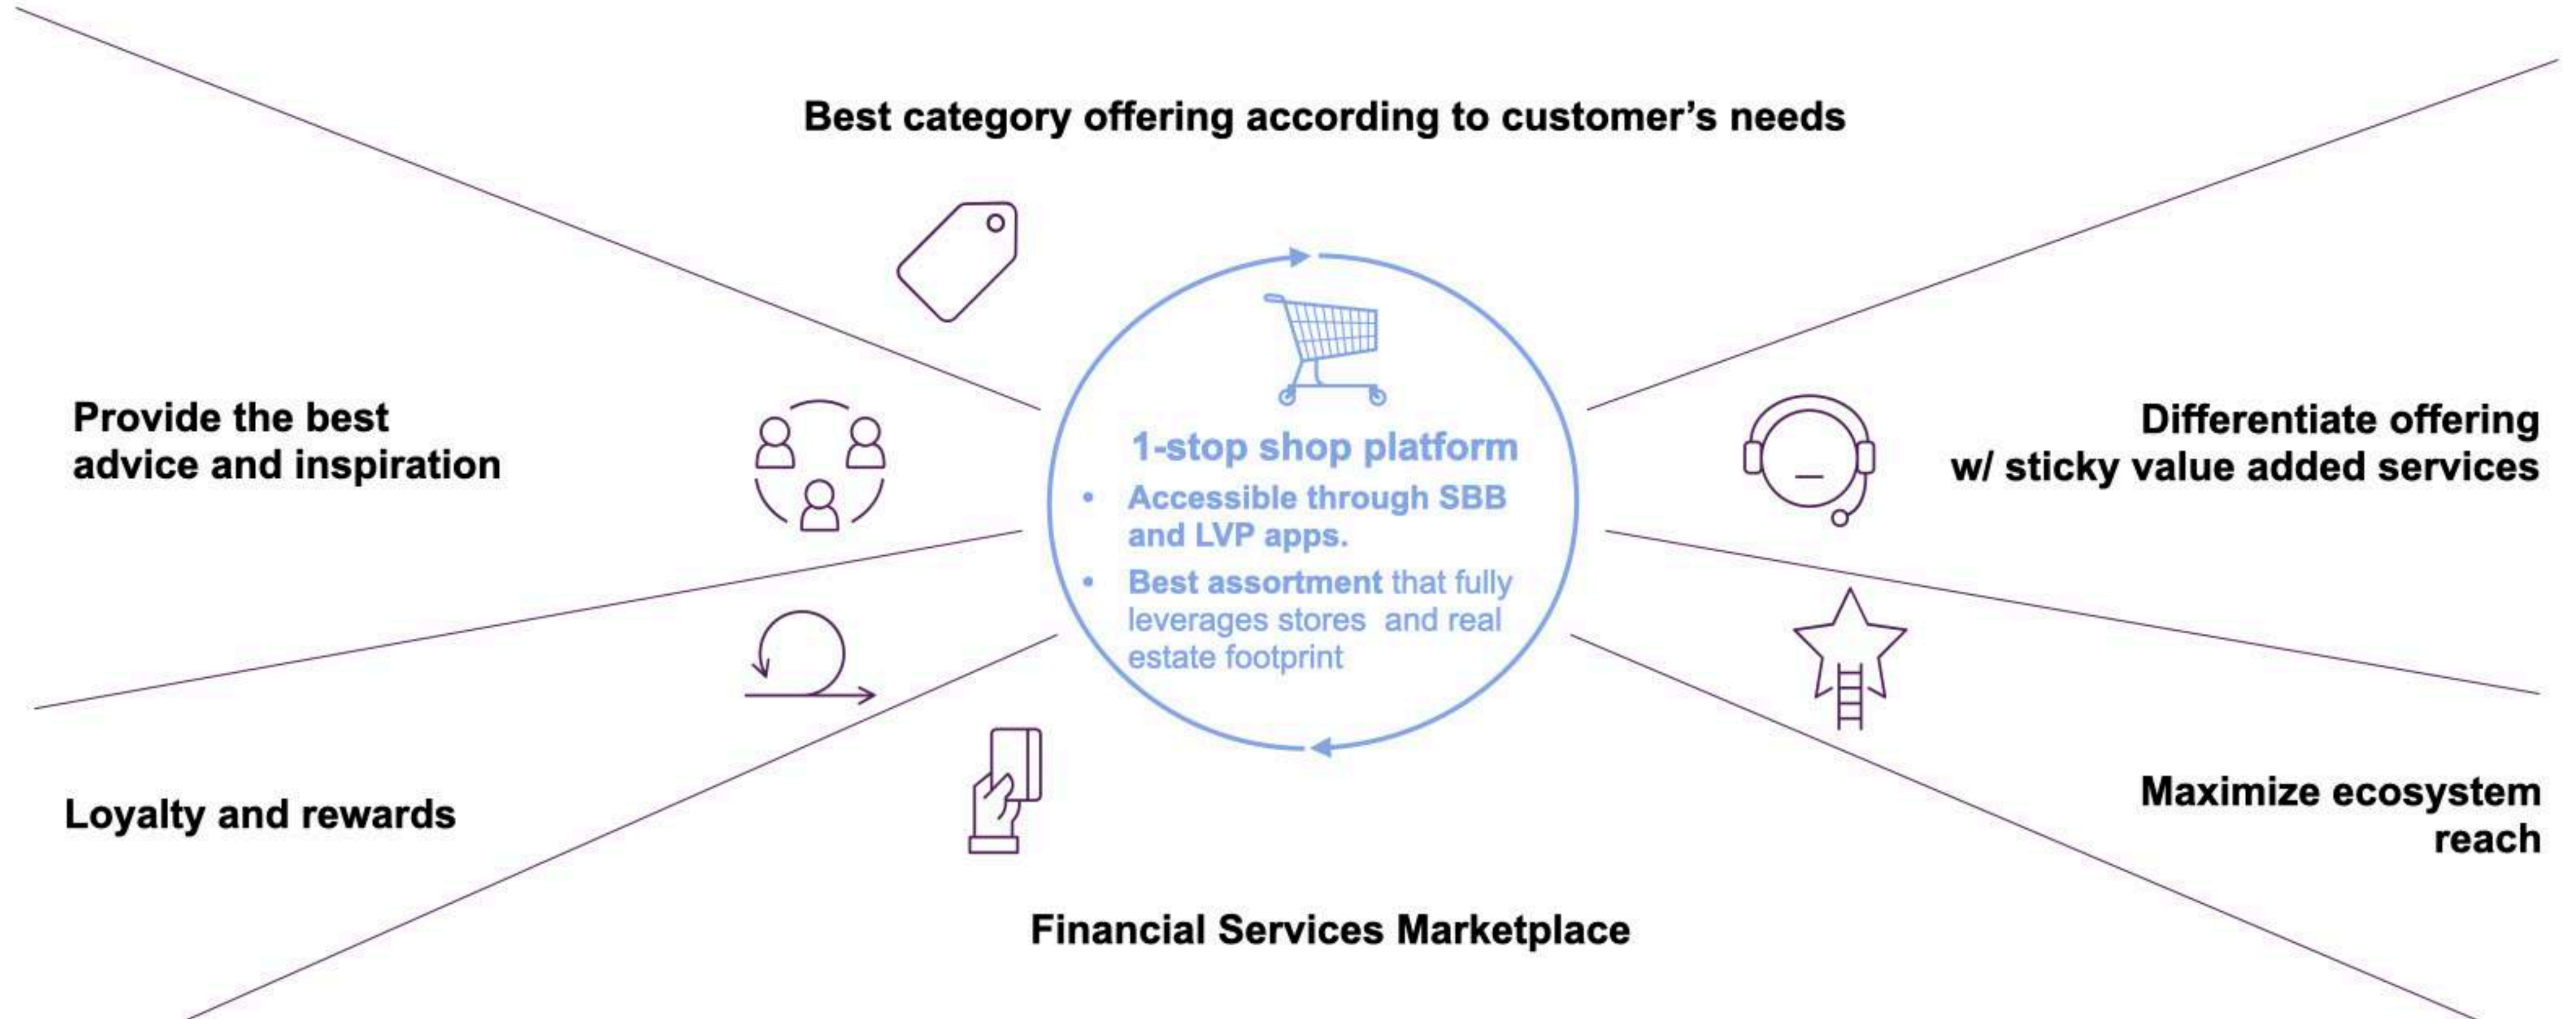 Best category offering according to customer’s needs
Provide the best
advice and inspiration
1-stop shop platform
• Accessible through SBB
and LVP apps.
• Best assortment that fully
leverages stores and real
estate footprint
Differentiate offering
w/ sticky value added services
Loyalty and rewards
Maximize ecosystem
reach
Financial Services Marketplace